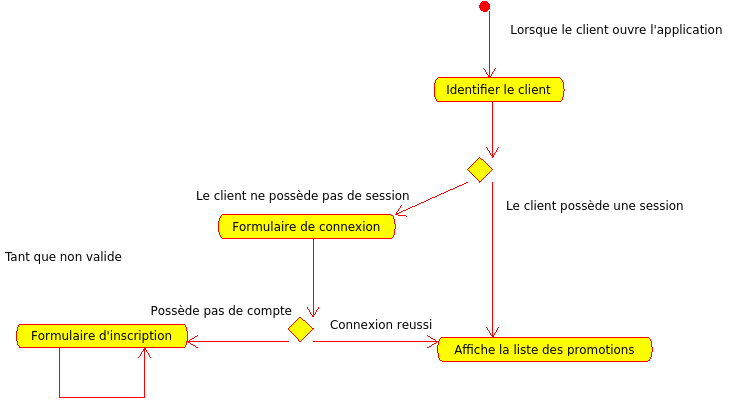 Lorsque le client ouvre l'application
Identifier le client
Le client ne possède pas de session
Le client possède une session
Formulaire de connexion
Tant que non valide
Possède pas de compte
Connexion reussi
Formulaire d'inscription
Affiche la liste des promotions